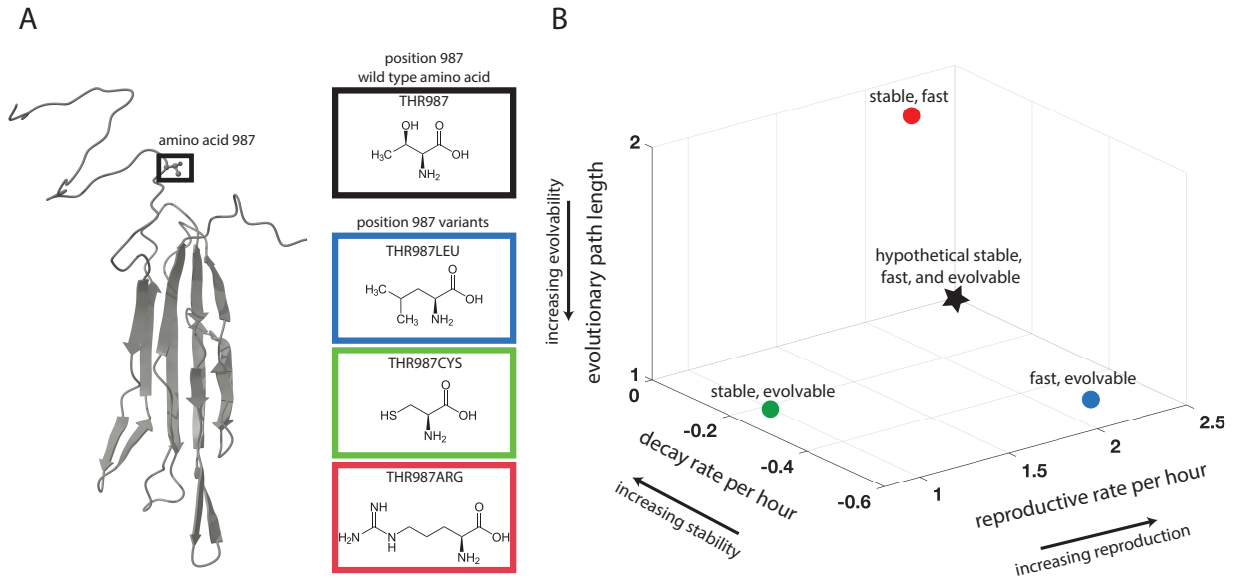 A
position 987
wild type amino acid
THR987
OH
O
H₃C
OH
NH₂
amino acid 987
position 987 variants
THR987LEU
O
H₃C
OH
CH₃
NH₂
THR987CYS
O
HS
OH
NH₂
THR987ARG
NH
O
H₂N
N
H
OH
NH₂
B
stable, fast
2
increasing evolvability
evolutionary path length
hypothetical stable,
fast, and evolvable
1
0
stable, evolvable
fast, evolvable
-0.2
-0.4
-0.6
decay rate per hour
increasing stability
1
1.5
2
2.5
reproductive rate per hour
increasing reproduction